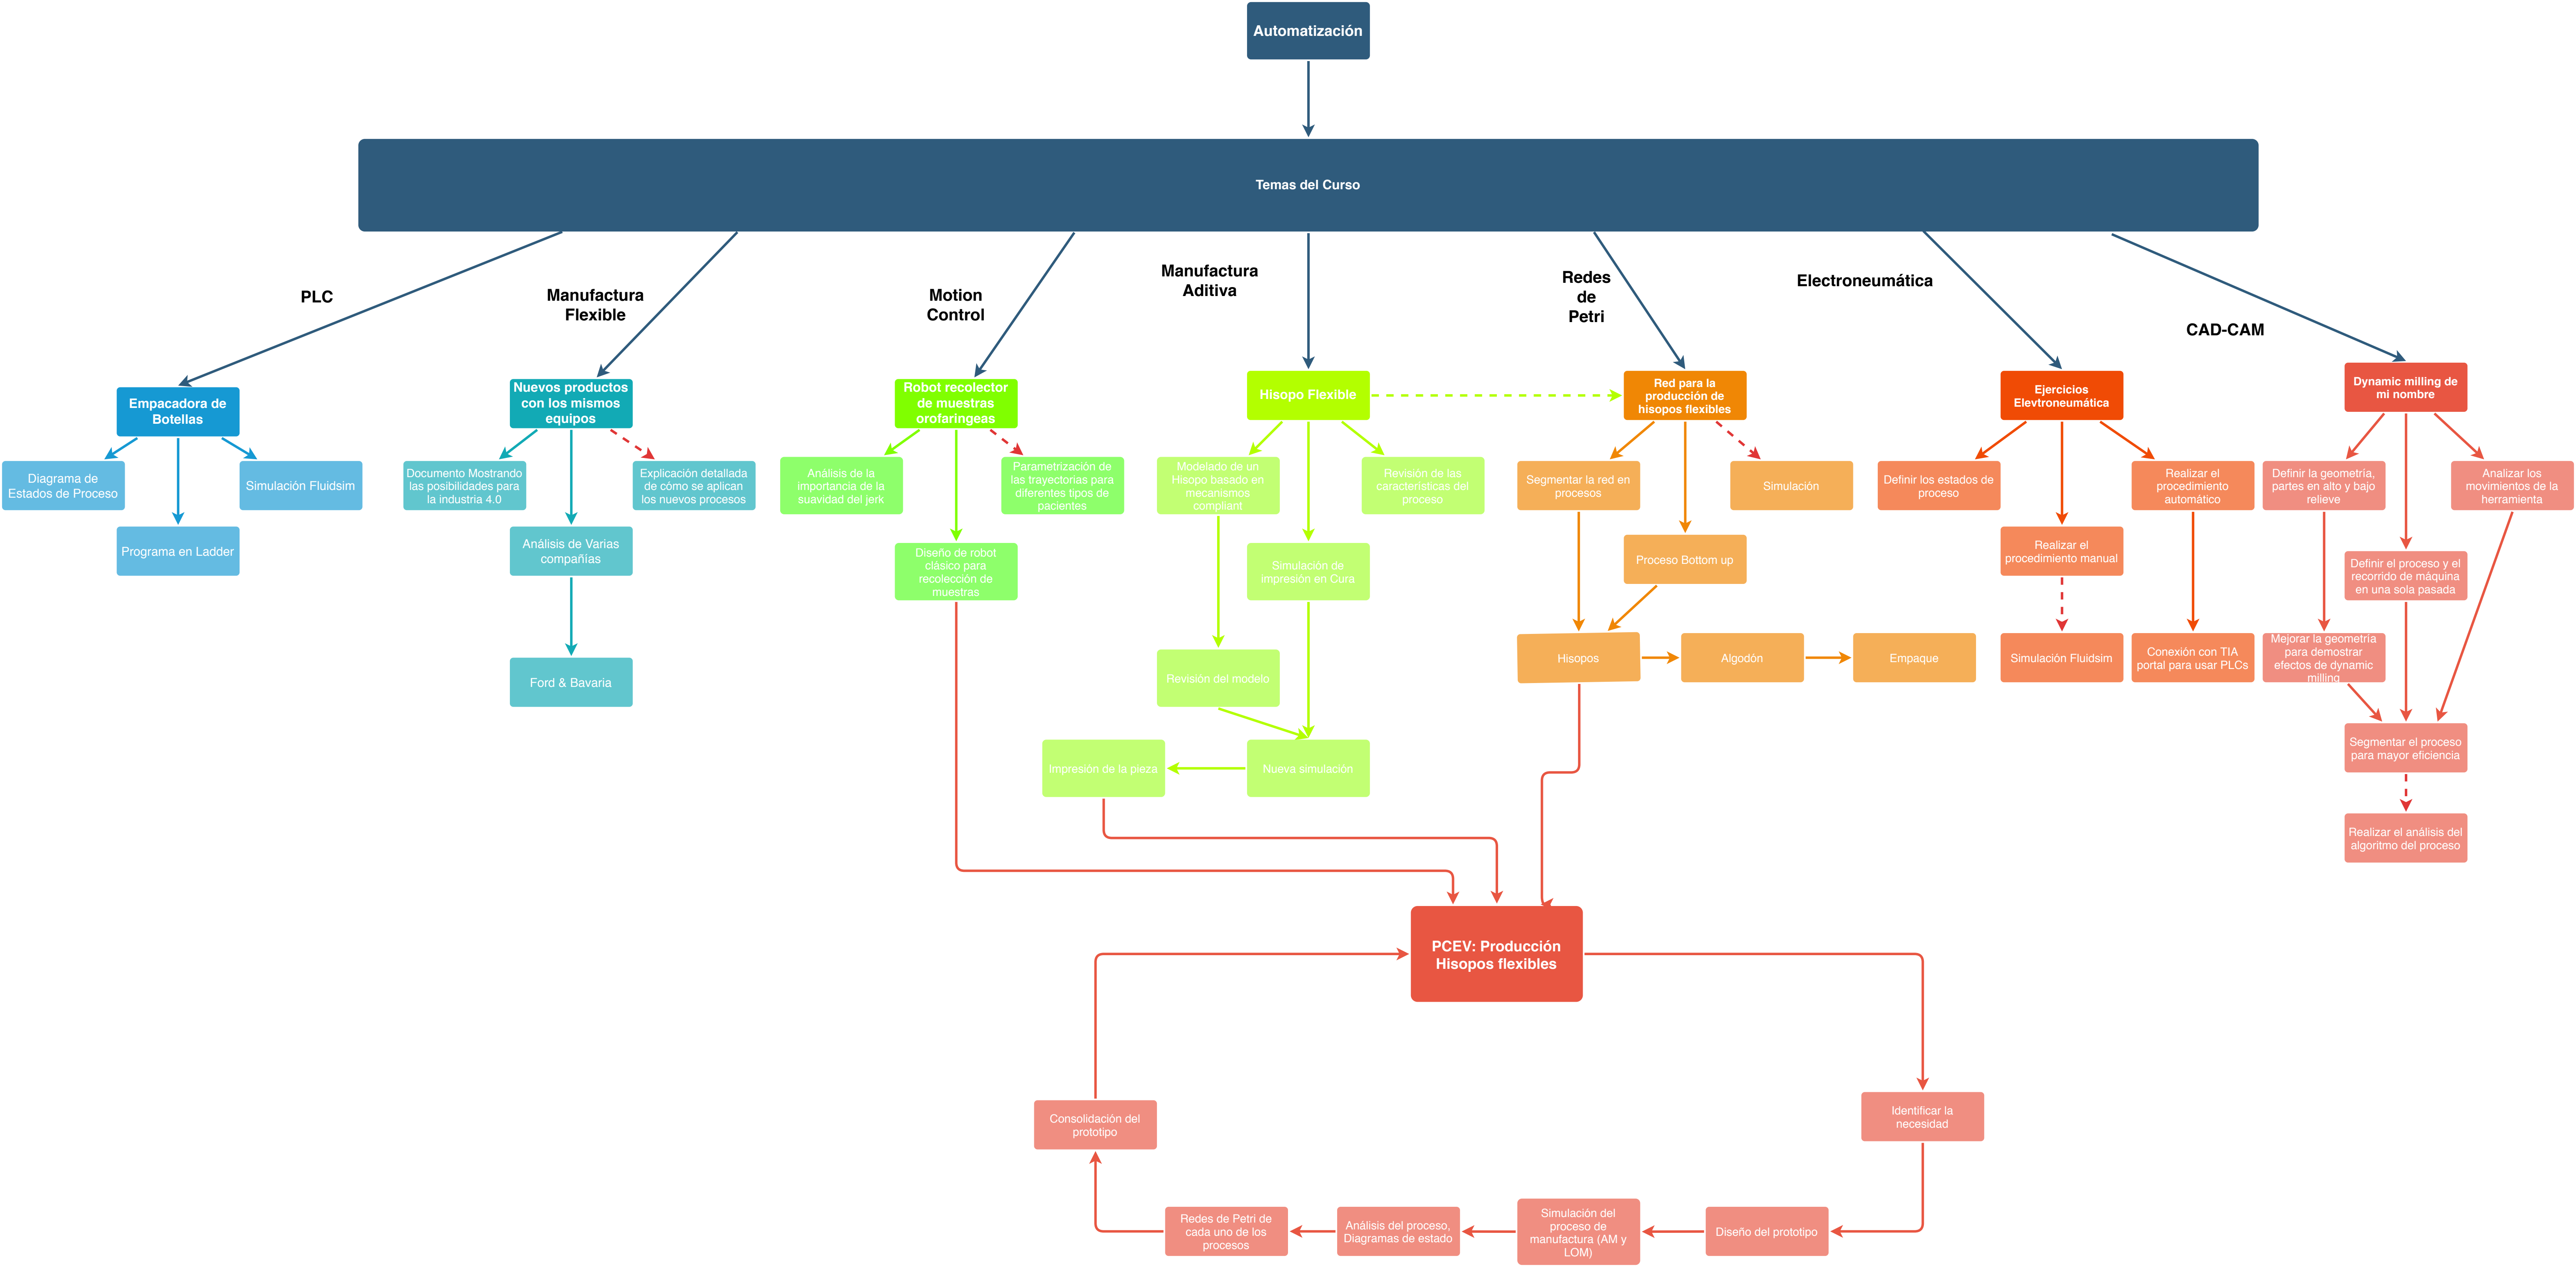 Automatización
Temas del Curso
PLC
Manufactura
Flexible
Motion
Control
Manufactura
Aditiva
Redes
de
Petri
Electroneumática
CAD-CAM
Empacadora de
Botellas
Nuevos productos
con los mismos
equipos
Robot recolector
de muestras
orofaringeas
Hisopo Flexible
Red para la
producción de
hisopos flexibles
Ejercicios
Elevtroneumática
Dynamic milling de
mi nombre
Diagrama de
Estados de Proceso
Simulación Fluidsim
Documento Mostrando
las posibilidades para
la industria 4.0
Explicación detallada
de cómo se aplican
los nuevos procesos
Análisis de la
importancia de la
suavidad del jerk
Parametrización de
las trayectorias para
diferentes tipos de
pacientes
Modelado de un
Hisopo basado en
mecanismos
compliant
Revisión de las
características del
proceso
Segmentar la red en
procesos
Simulación
Definir los estados de
proceso
Realizar el
procedimiento
automático
Definir la geometría,
partes en alto y bajo
relieve
Analizar los
movimientos de la
herramienta
Programa en Ladder
Análisis de Varias
compañías
Diseño de robot
clásico para
recolección de
muestras
Simulación de
impresión en Cura
Proceso Bottom up
Realizar el
procedimiento manual
Definir el proceso y el
recorrido de máquina
en una sola pasada
Ford & Bavaria
Revisión del modelo
Hisopos
Algodón
Empaque
Simulación Fluidsim
Conexión con TIA
portal para usar PLCs
Mejorar la geometría
para demostrar
efectos de dynamic
milling
Impresión de la pieza
Nueva simulación
Segmentar el proceso
para mayor eficiencia
Realizar el análisis del
algoritmo del proceso
PCEV: Producción
Hisopos flexibles
Consolidación del
prototipo
Identificar la
necesidad
Redes de Petri de
cada uno de los
procesos
Análisis del proceso,
Diagramas de estado
Simulación del
proceso de
manufactura (AM y
LOM)
Diseño del prototipo